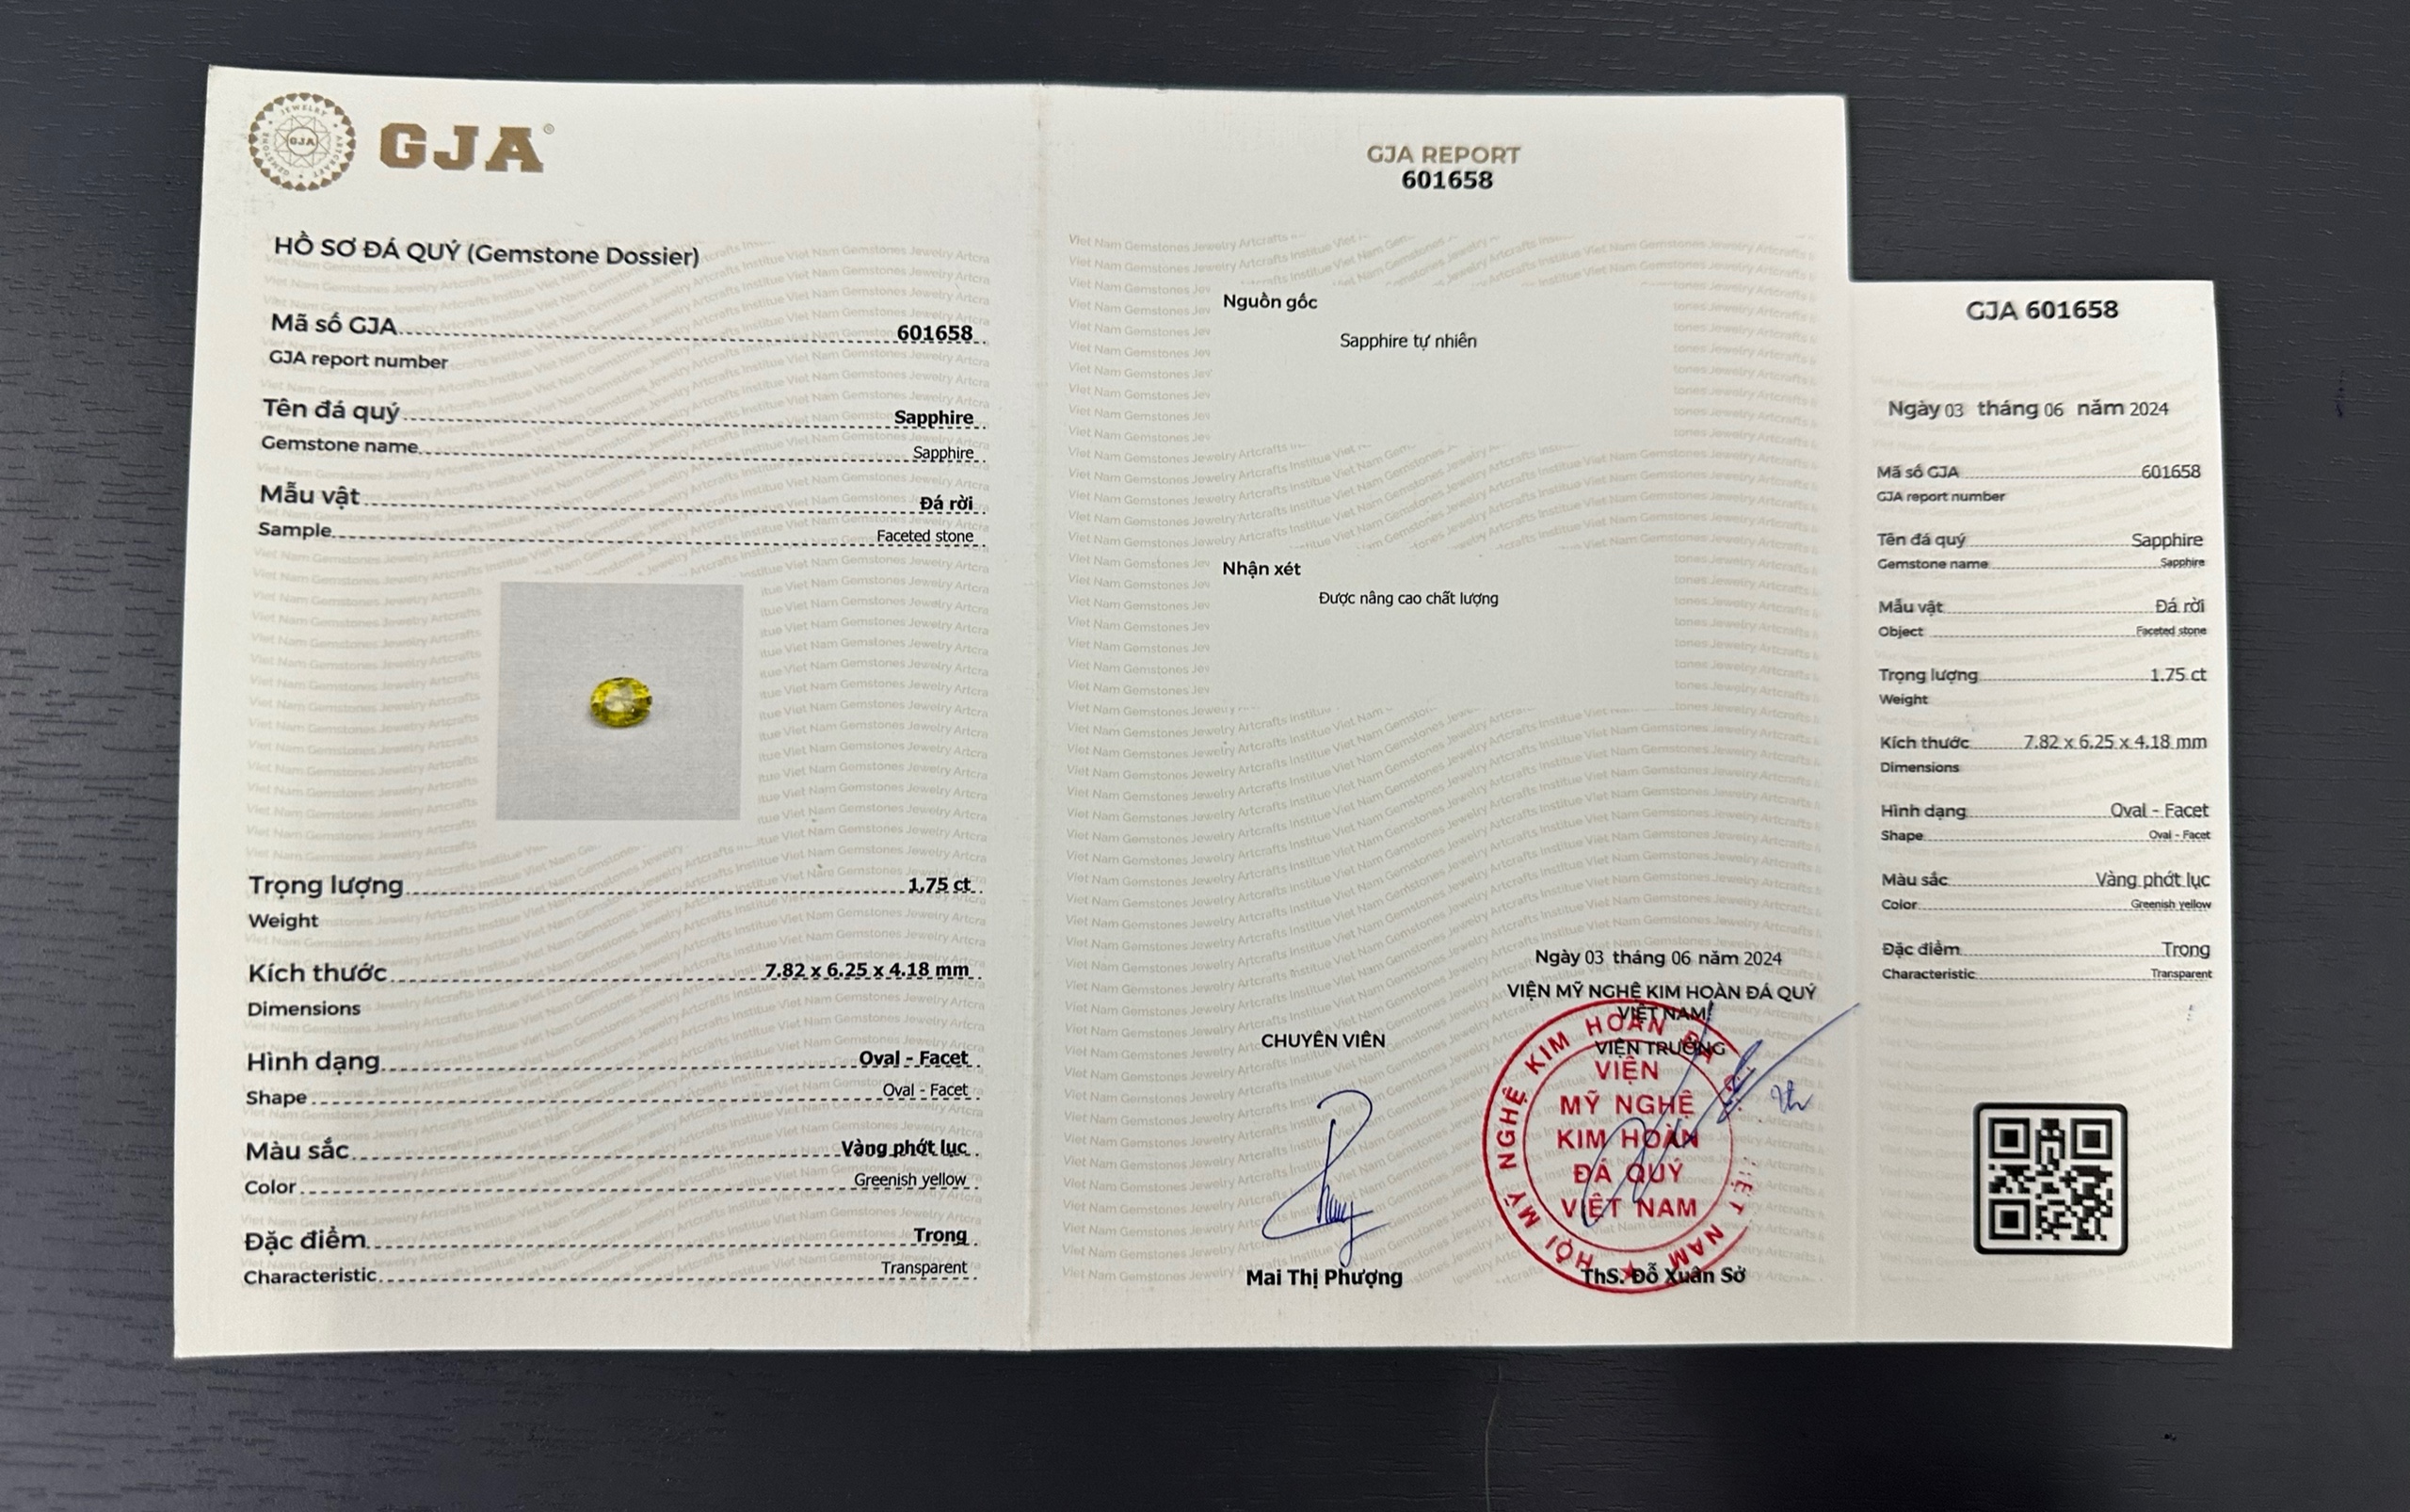 GJA
GJA®
HỒ SƠ ĐÁ QUÝ (Gemstone Dossier)
Mã số GJA 601658
GJA report number
Tên đá quý Sapphire
Gemstone name Sapphire
Mẫu vật Đá rời
Sample Faceted stone
Trọng lượng 1.75 ct
Weight
Kích thước 7.82 x 6.25 x 4.18 mm
Dimensions
Hình dạng Oval - Facet
Shape Oval - Facet
Màu sắc Vàng phớt lục
Color Greenish yellow
Đặc điểm Trong
Characteristic Transparent
GJA REPORT
601658
Nguồn gốc
Sapphire tự nhiên
Nhận xét
Được nâng cao chất lượng
Ngày 03 tháng 06 năm 2024
VIỆN MỸ NGHỆ KIM HOÀN ĐÁ QUÝ
VIỆT NAM
CHUYÊN VIÊN
VIỆN TRƯỞNG
HỘI MỸ NGHỆ KIM HOÀN VIỆT NAM
VIỆN
MỸ NGHỆ
KIM HOÀN
ĐÁ QUÝ
VIỆT NAM
Mai Thị Phượng
ThS. Đỗ Xuân Sở
GJA 601658
Ngày 03 tháng 06 năm 2024
Mã số GJA 601658
GJA report number
Tên đá quý Sapphire
Gemstone name Sapphire
Mẫu vật Đá rời
Object Faceted stone
Trọng lượng 1.75 ct
Weight
Kích thước 7.82 x 6.25 x 4.18 mm
Dimensions
Hình dạng Oval - Facet
Shape Oval - Facet
Màu sắc Vàng phớt lục
Color Greenish yellow
Đặc điểm Trong
Characteristic Transparent